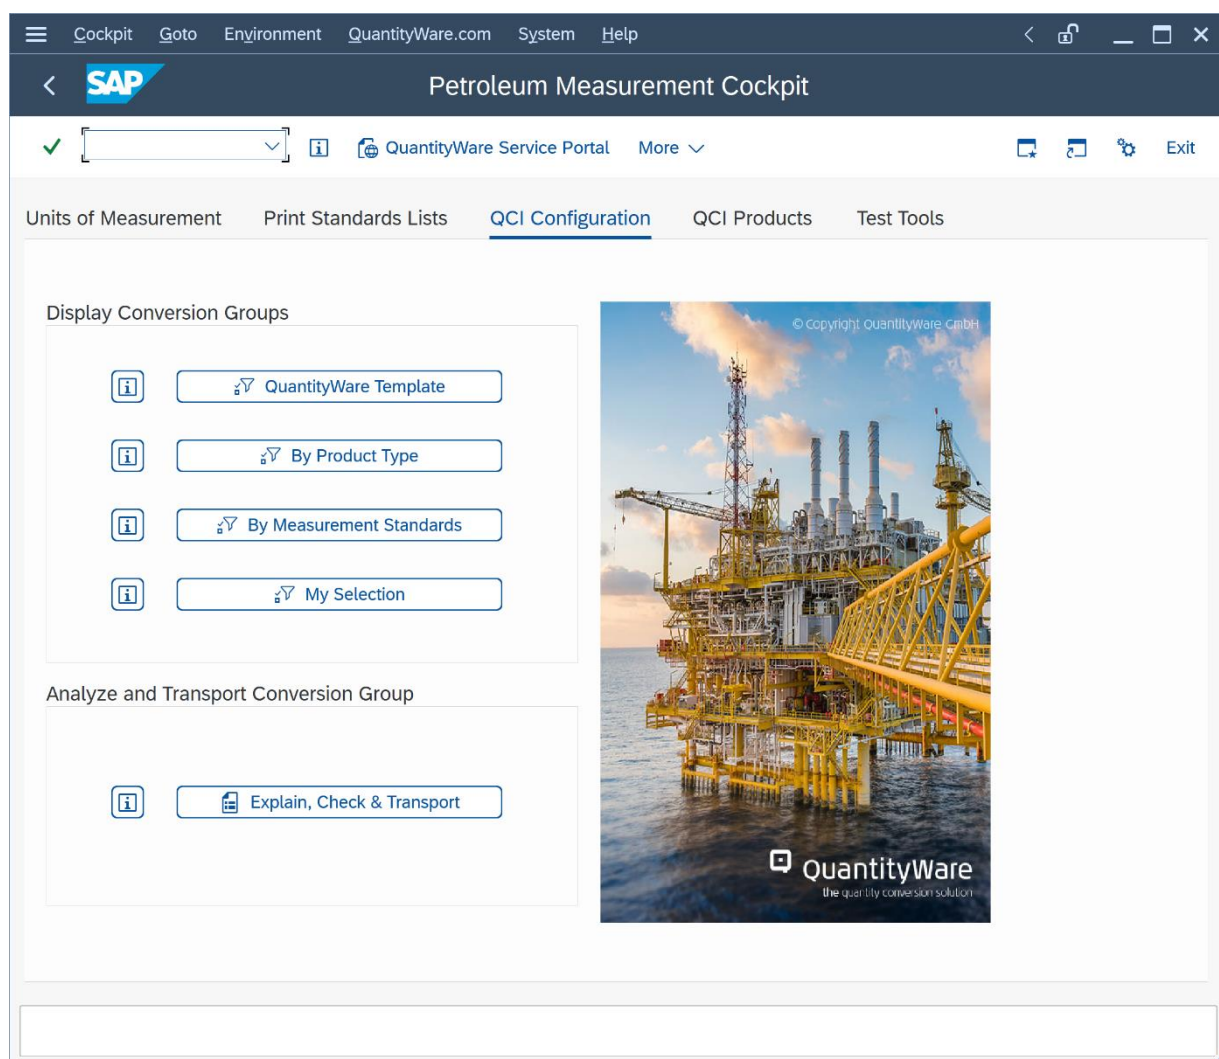 Cockpit Goto Environment QuantityWare.com System Help
SAP Petroleum Measurement Cockpit
QuantityWare Service Portal More Exit
Units of Measurement Print Standards Lists QCI Configuration QCI Products Test Tools
Display Conversion Groups
© Copyright QuantityWare GmbH
QuantityWare Template
By Product Type
By Measurement Standards
My Selection
Analyze and Transport Conversion Group
Explain, Check & Transport
QuantityWare
the quantity conversion solution